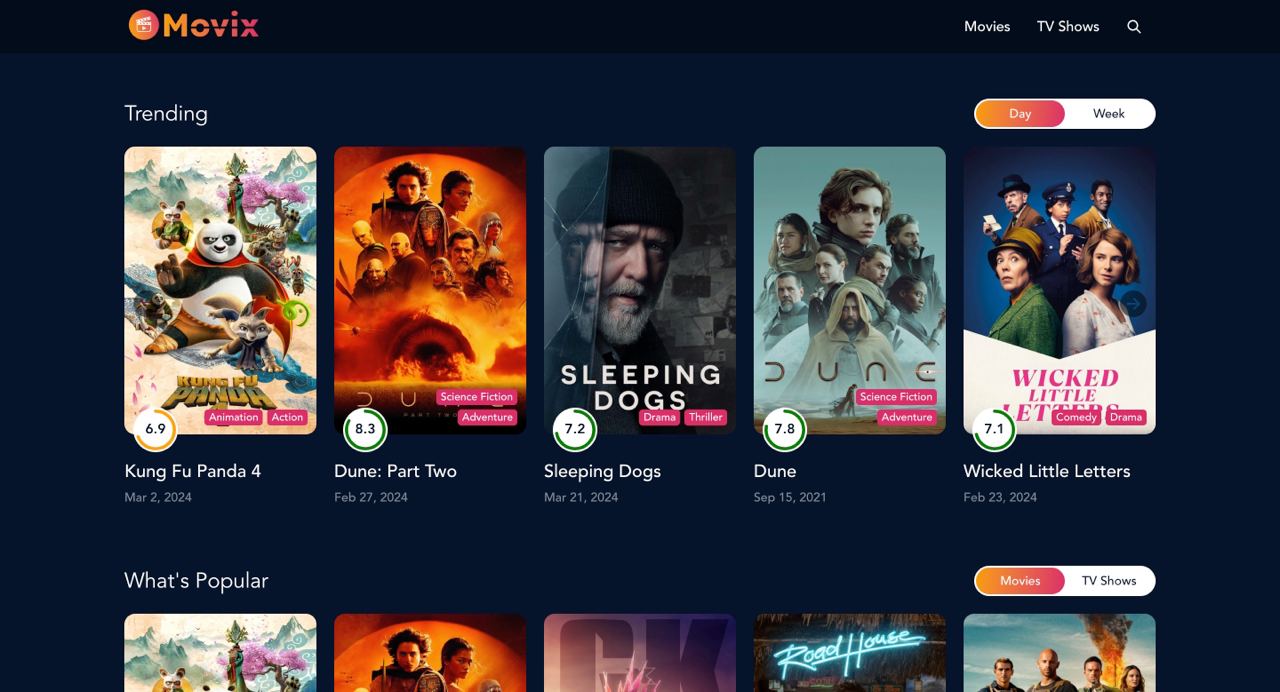 Movix
Movies TV Shows
Trending
Day Week
KUNG FU
PANDA
Animation Action
6.9
Kung Fu Panda 4
Mar 2, 2024
DUNE
PART TWO
Science Fiction
Adventure
8.3
Dune: Part Two
Feb 27, 2024
SLEEPING
DOGS
Drama Thriller
7.2
Sleeping Dogs
Mar 21, 2024
DUNE
Science Fiction
Adventure
7.8
Dune
Sep 15, 2021
WICKED
LITTLE
LETTERS
Comedy Drama
7.1
Wicked Little Letters
Feb 23, 2024
What's Popular
Movies TV Shows
GK
Road House